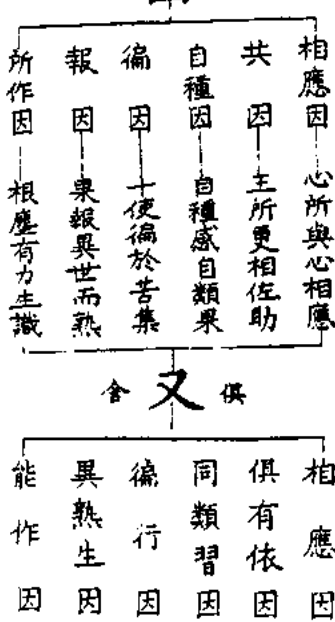 相應因—心所與心相應
共因—王所更相佐助
自種因—自種感自類果
徧因—十使徧於苦集
報因—果報異世而熟
所作因—根塵有力生識
俱又舍
相應因
俱有依因
同類習因
徧行因
異熟生因
能作因